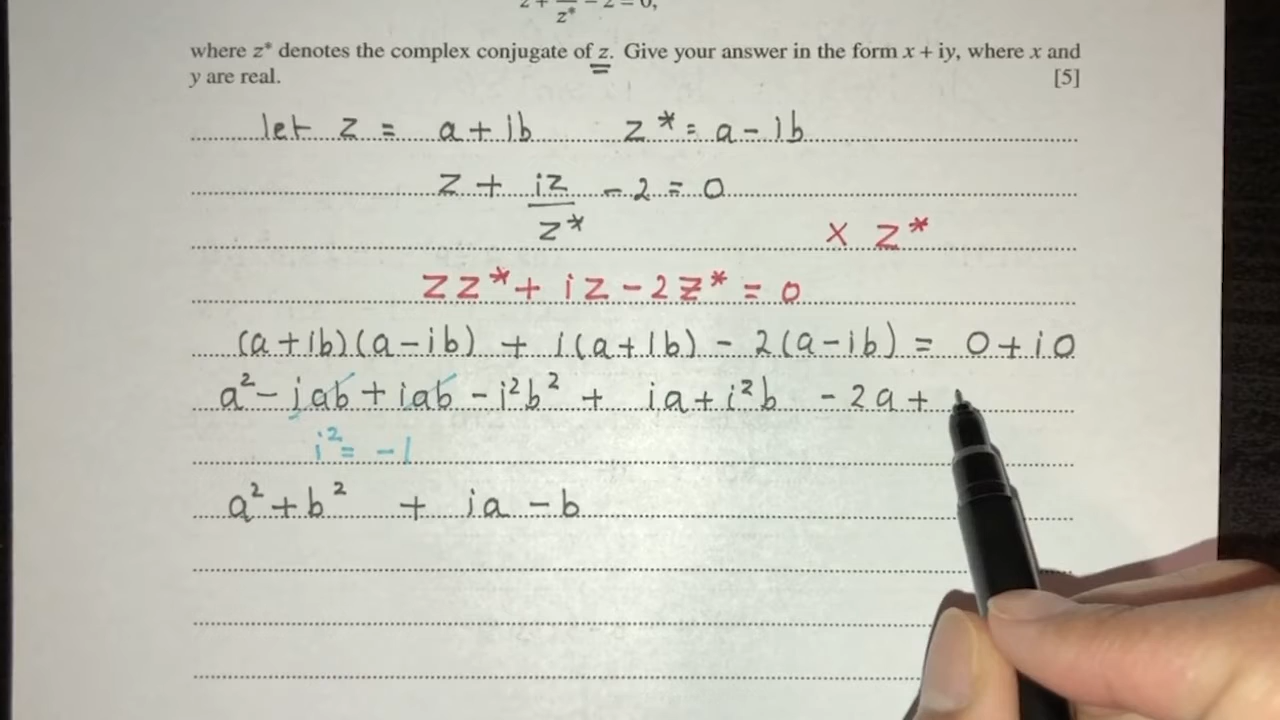 z + z* - 2 = 0,
where z* denotes the complex conjugate of z. Give your answer in the form x + iy, where x and
y are real. [5]
let z = a + ib z* = a - ib
z + iz/z* - 2 = 0
× z*
zz* + iz - 2z* = 0
(a + ib)(a - ib) + i(a + ib) - 2(a - ib) = 0 + i0
a² - iab + iab - i²b² + ia + i²b - 2a +
i² = -1
a² + b² + ia - b